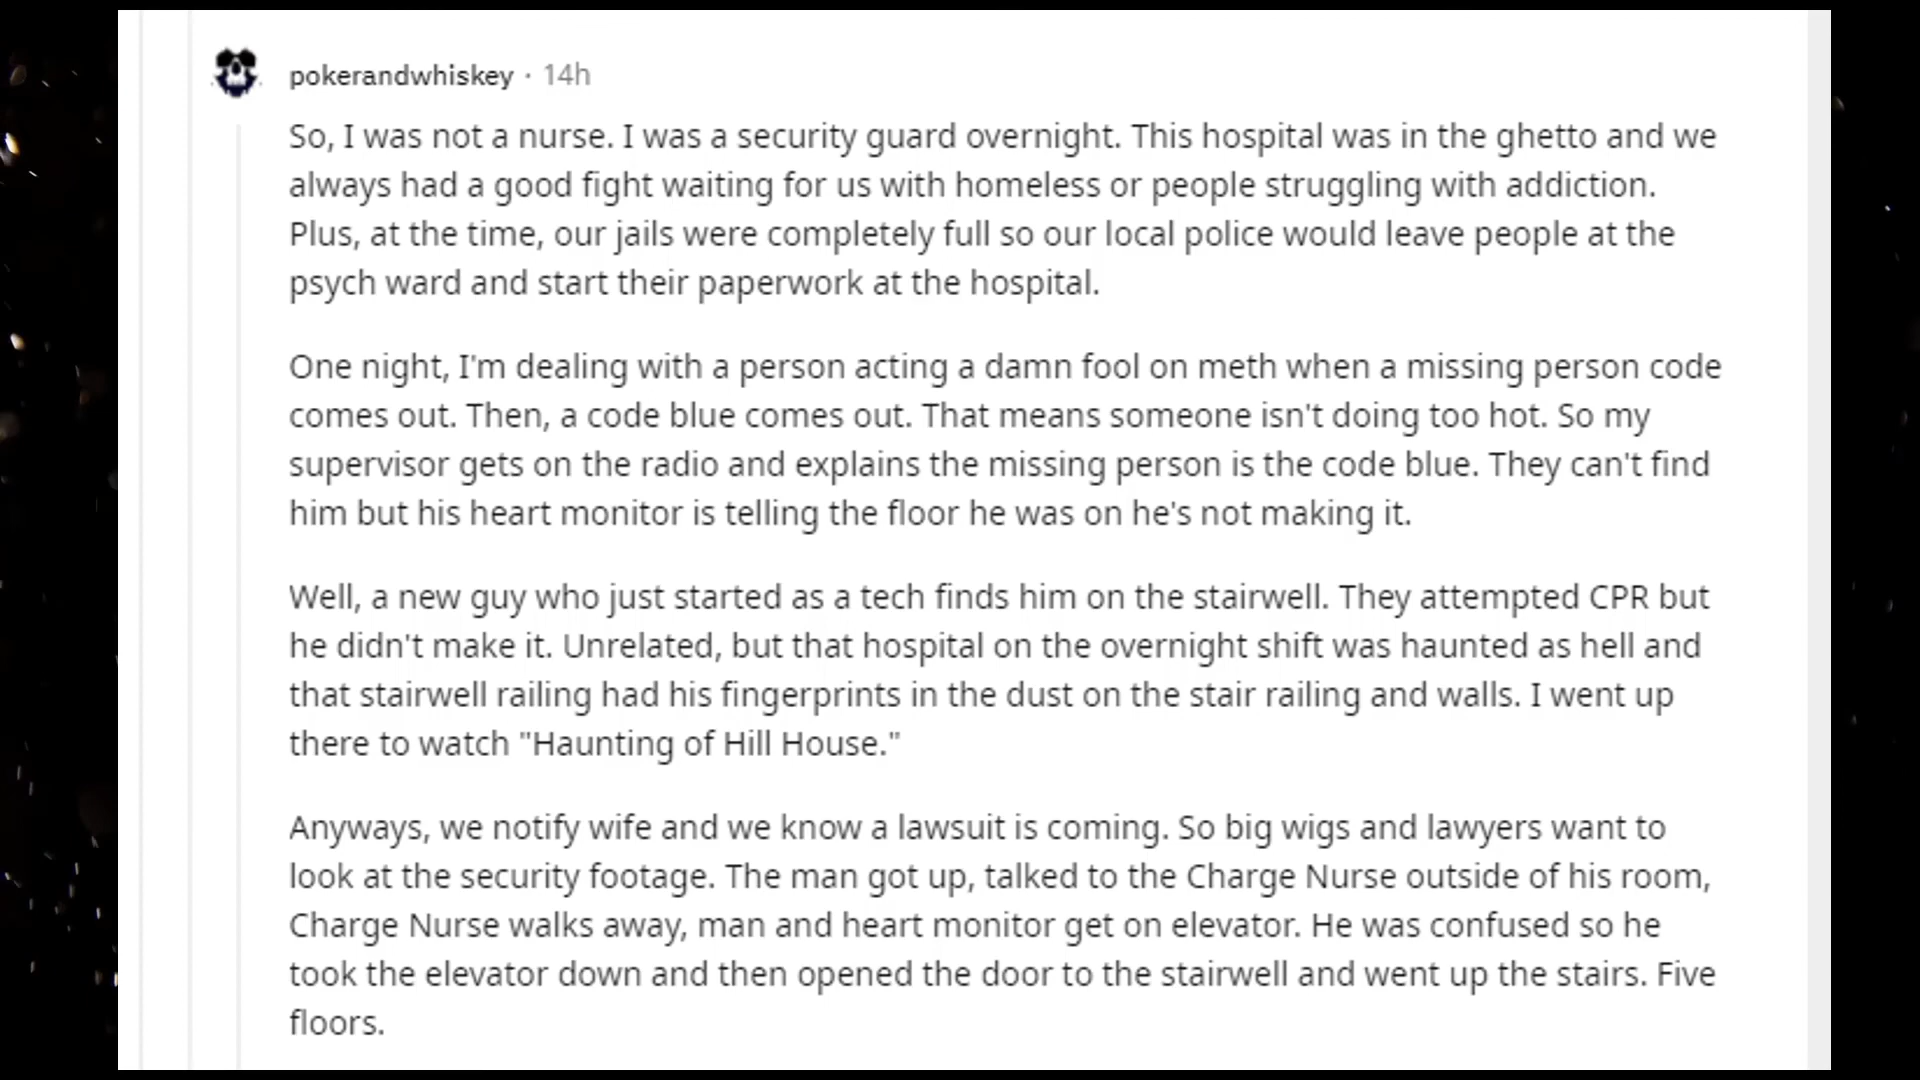 pokerandwhiskey · 14h
So, I was not a nurse. I was a security guard overnight. This hospital was in the ghetto and we
always had a good fight waiting for us with homeless or people struggling with addiction.
Plus, at the time, our jails were completely full so our local police would leave people at the
psych ward and start their paperwork at the hospital.
One night, I'm dealing with a person acting a damn fool on meth when a missing person code
comes out. Then, a code blue comes out. That means someone isn't doing too hot. So my
supervisor gets on the radio and explains the missing person is the code blue. They can't find
him but his heart monitor is telling the floor he was on he's not making it.
Well, a new guy who just started as a tech finds him on the stairwell. They attempted CPR but
he didn't make it. Unrelated, but that hospital on the overnight shift was haunted as hell and
that stairwell railing had his fingerprints in the dust on the stair railing and walls. I went up
there to watch "Haunting of Hill House."
Anyways, we notify wife and we know a lawsuit is coming. So big wigs and lawyers want to
look at the security footage. The man got up, talked to the Charge Nurse outside of his room,
Charge Nurse walks away, man and heart monitor get on elevator. He was confused so he
took the elevator down and then opened the door to the stairwell and went up the stairs. Five
floors.